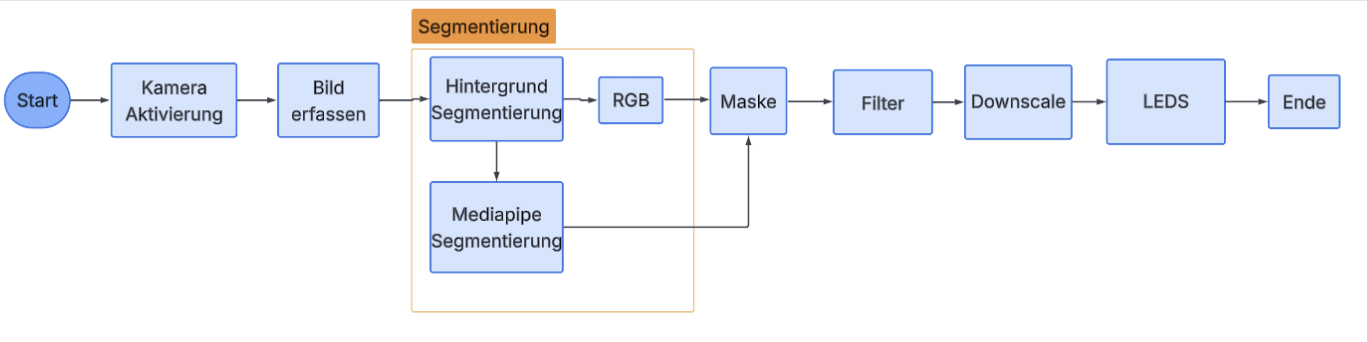 Segmentierung
Start
Kamera
Aktivierung
Bild
erfassen
Hintergrund
Segmentierung
RGB
Mediapipe
Segmentierung
Maske
Filter
Downscale
LEDS
Ende